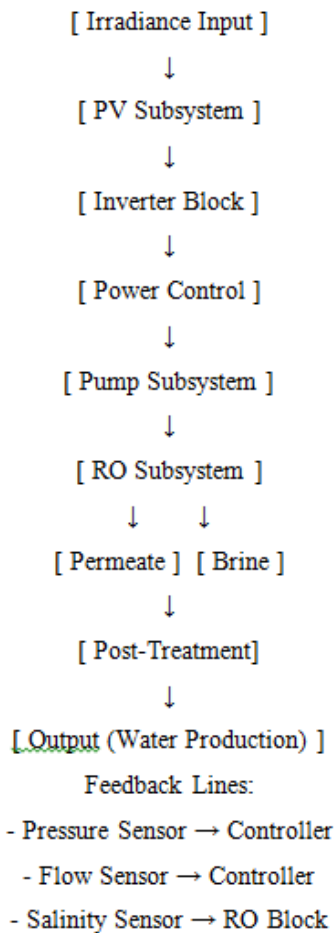 [ Irradiance Input ]
↓
[ PV Subsystem ]
↓
[ Inverter Block ]
↓
[ Power Control ]
↓
[ Pump Subsystem ]
↓
[ RO Subsystem ]
↓ ↓
[ Permeate ] [ Brine ]
↓
[ Post-Treatment]
↓
[ Output (Water Production) ]
Feedback Lines:
- Pressure Sensor → Controller
- Flow Sensor → Controller
- Salinity Sensor → RO Block